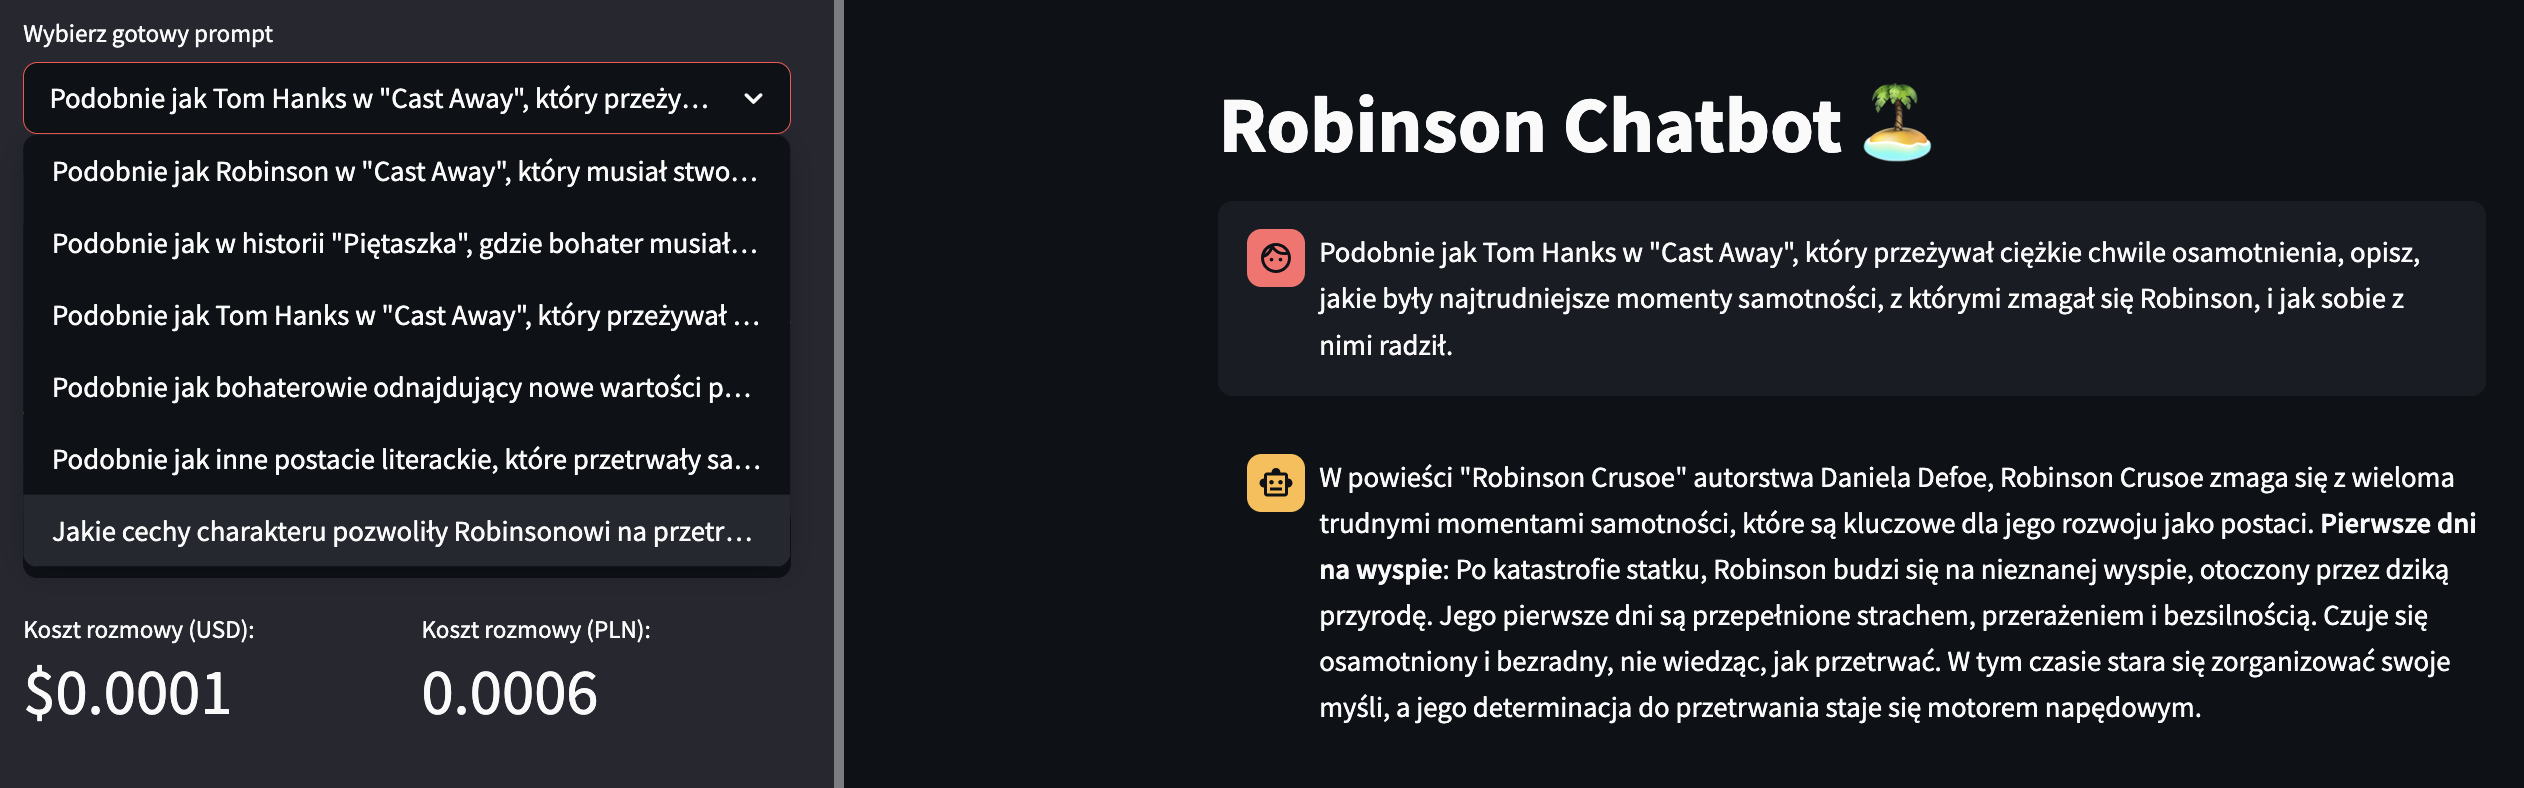 Wybierz gotowy prompt
Podobnie jak Tom Hanks w "Cast Away", który przeży...
Podobnie jak Robinson w "Cast Away", który musiał stwo...
Podobnie jak w historii "Piętaszka", gdzie bohater musiał...
Podobnie jak Tom Hanks w "Cast Away", który przeżywał ...
Podobnie jak bohaterowie odnajdujący nowe wartości p...
Podobnie jak inne postacie literackie, które przetrwały sa...
Jakie cechy charakteru pozwoliły Robinsonowi na przetr...
Koszt rozmowy (USD):
$0.0001
Koszt rozmowy (PLN):
0.0006
Robinson Chatbot 🏝️
Podobnie jak Tom Hanks w "Cast Away", który przeżywał ciężkie chwile osamotnienia, opisz,
jakie były najtrudniejsze momenty samotności, z którymi zmagał się Robinson, i jak sobie z
nimi radził.
W powieści "Robinson Crusoe" autorstwa Daniela Defoe, Robinson Crusoe zmaga się z wieloma
trudnymi momentami samotności, które są kluczowe dla jego rozwoju jako postaci. Pierwsze dni
na wyspie: Po katastrofie statku, Robinson budzi się na nieznanej wyspie, otoczony przez dziką
przyrodę. Jego pierwsze dni są przepełnione strachem, przerażeniem i bezsilnością. Czuje się
osamotniony i bezradny, nie wiedząc, jak przetrwać. W tym czasie stara się zorganizować swoje
myśli, a jego determinacja do przetrwania staje się motorem napędowym.